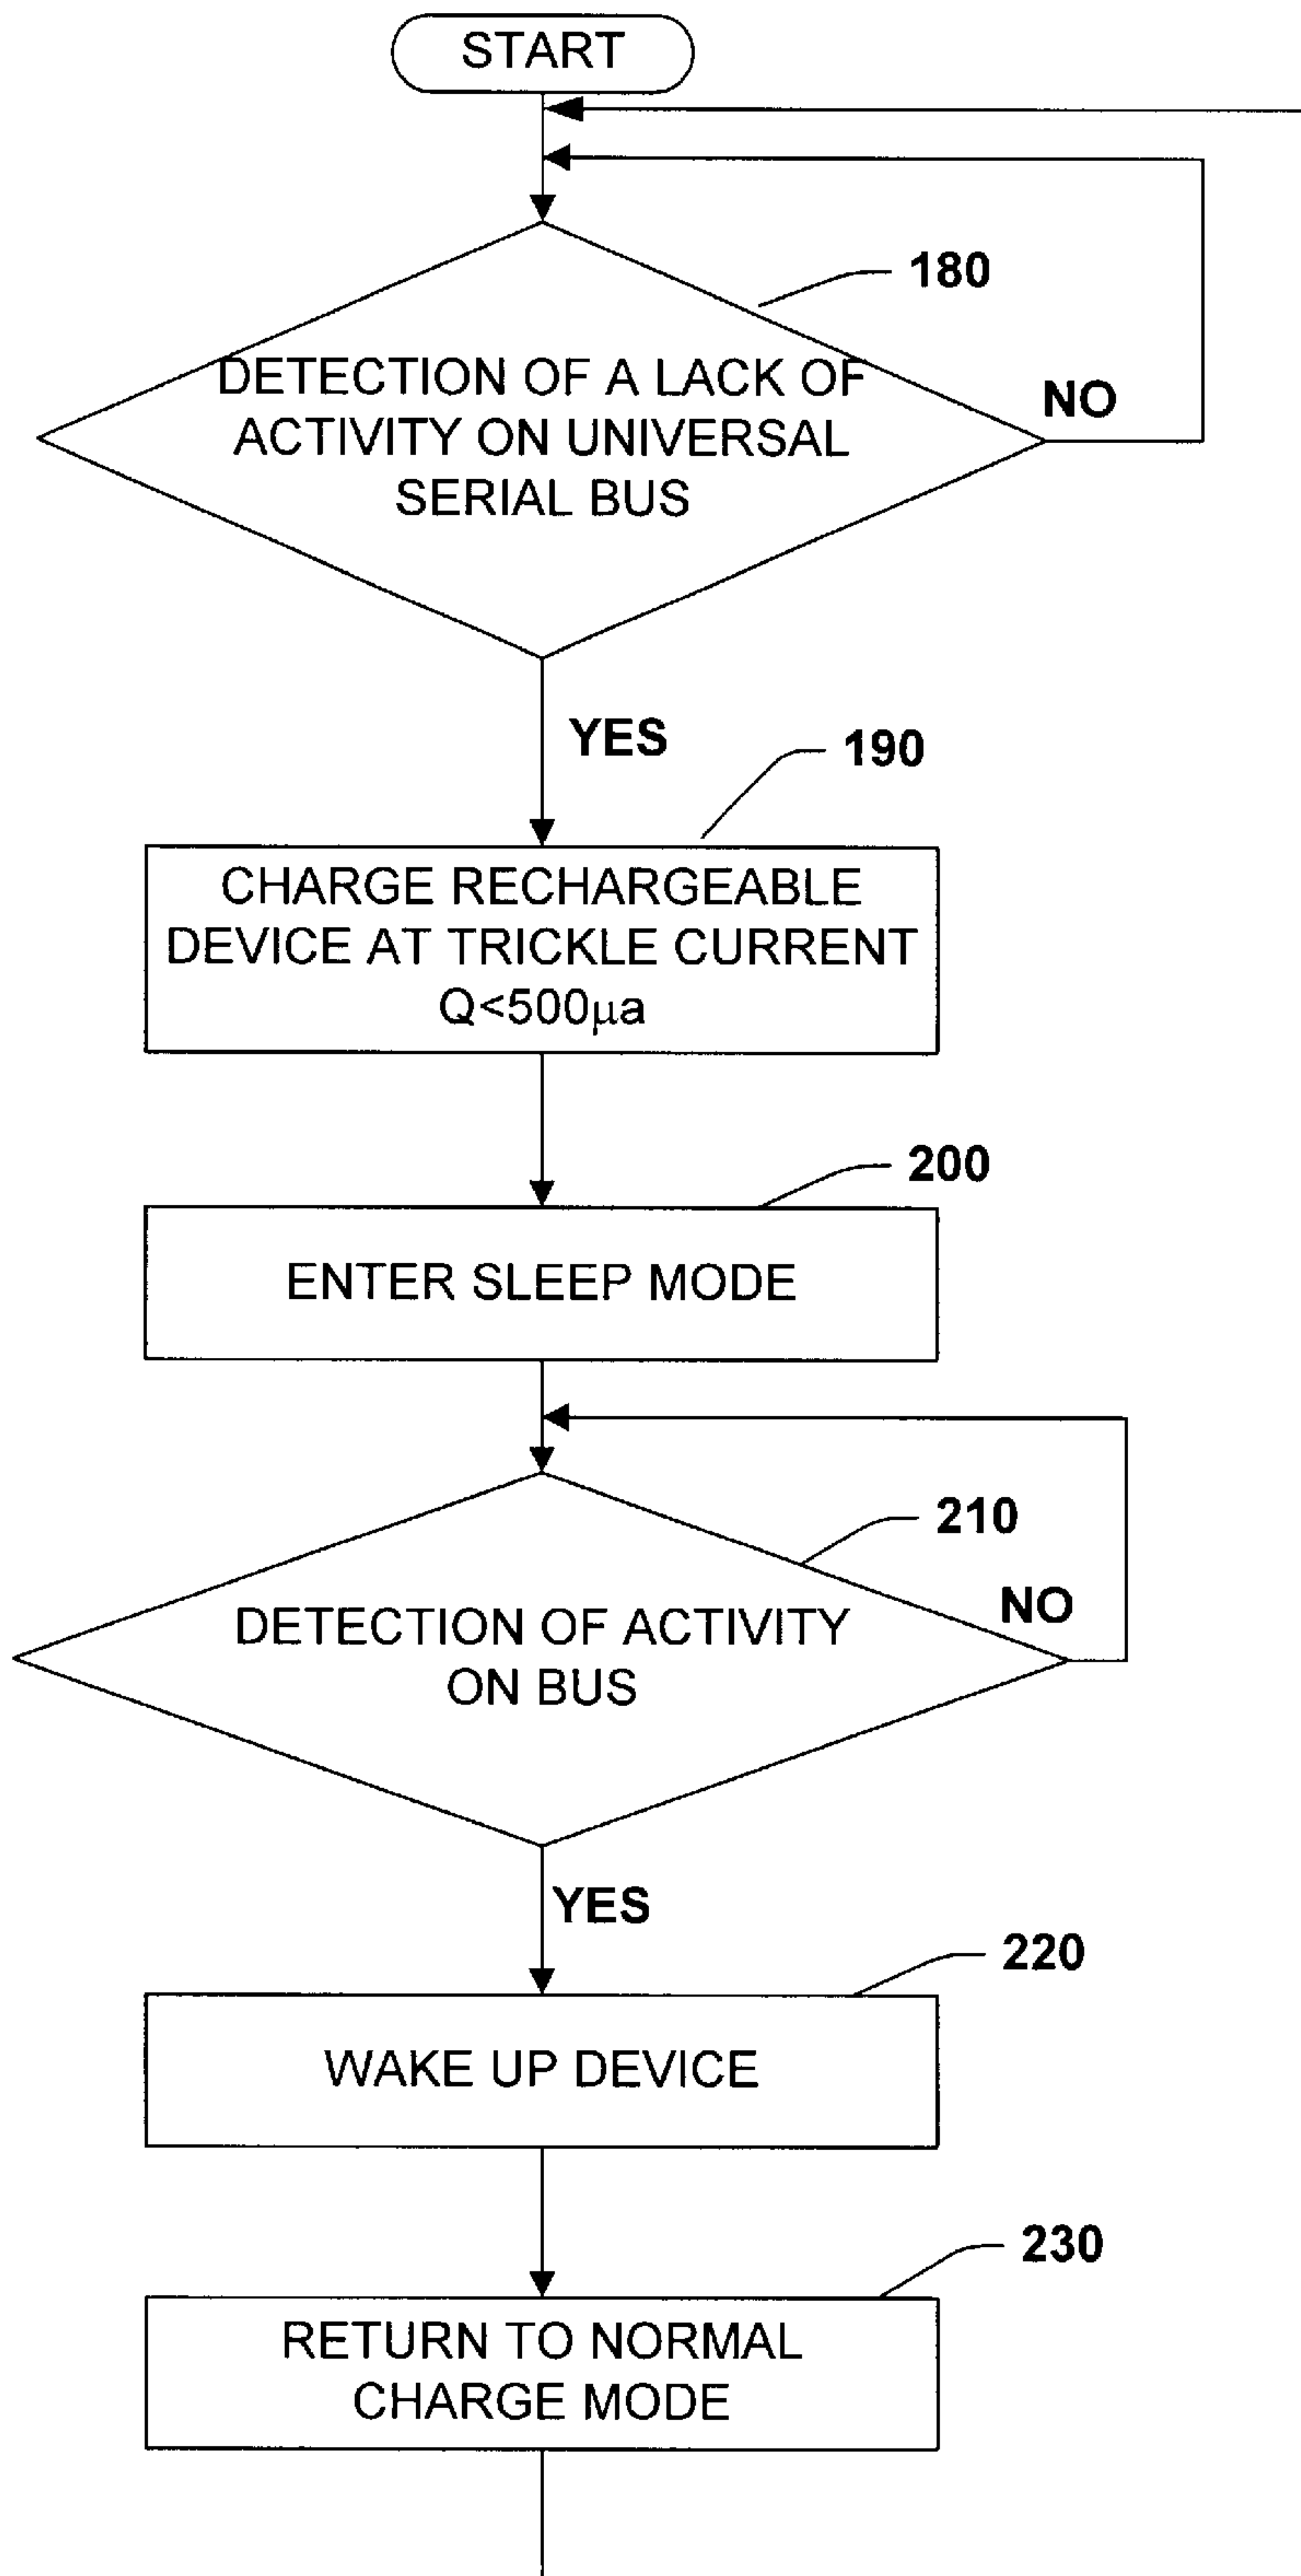 START
180
DETECTION OF A LACK OF
ACTIVITY ON UNIVERSAL
SERIAL BUS
NO
YES
190
CHARGE RECHARGEABLE
DEVICE AT TRICKLE CURRENT
Q<500µa
200
ENTER SLEEP MODE
210
NO
DETECTION OF ACTIVITY
ON BUS
YES
220
WAKE UP DEVICE
230
RETURN TO NORMAL
CHARGE MODE